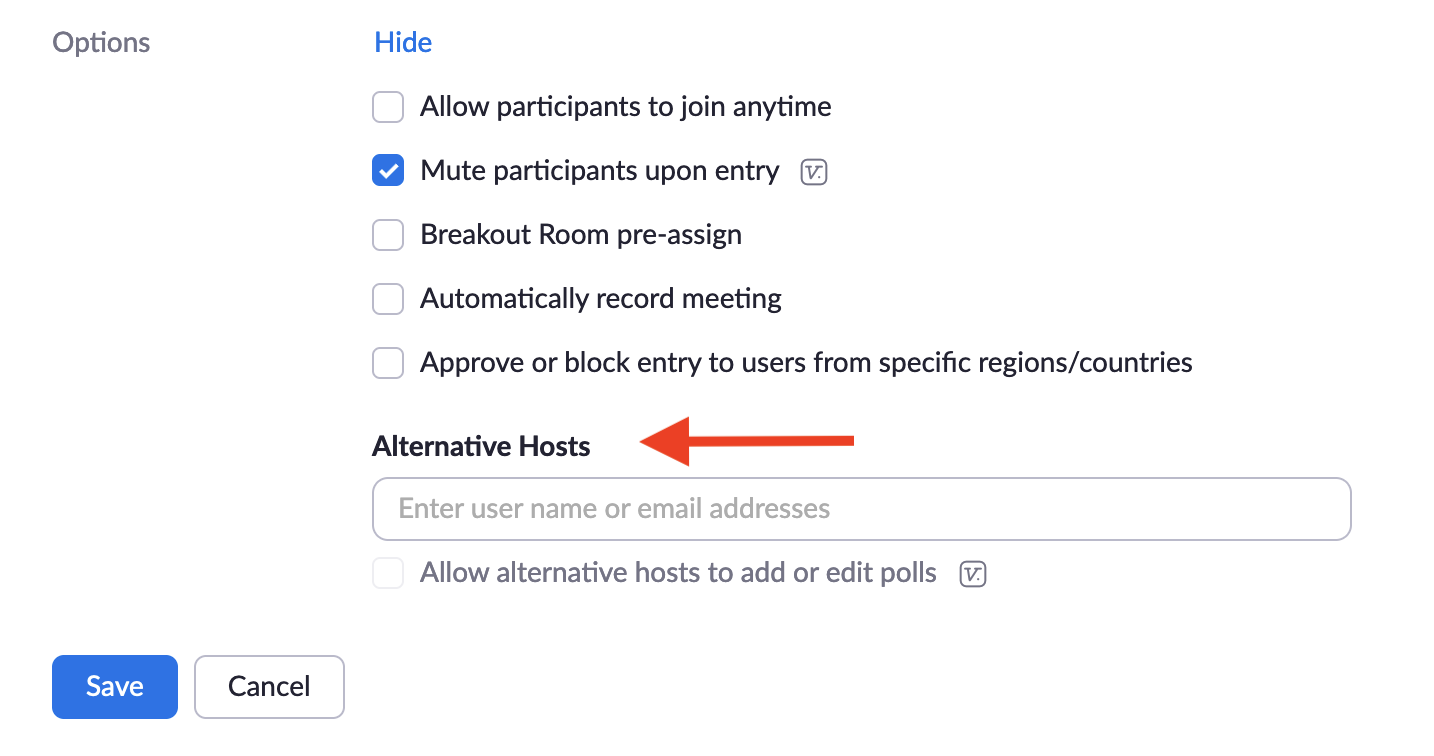 Options Hide
Allow participants to join anytime
Mute participants upon entry
Breakout Room pre-assign
Automatically record meeting
Approve or block entry to users from specific regions/countries
Alternative Hosts
Enter user name or email addresses
Allow alternative hosts to add or edit polls
Save Cancel